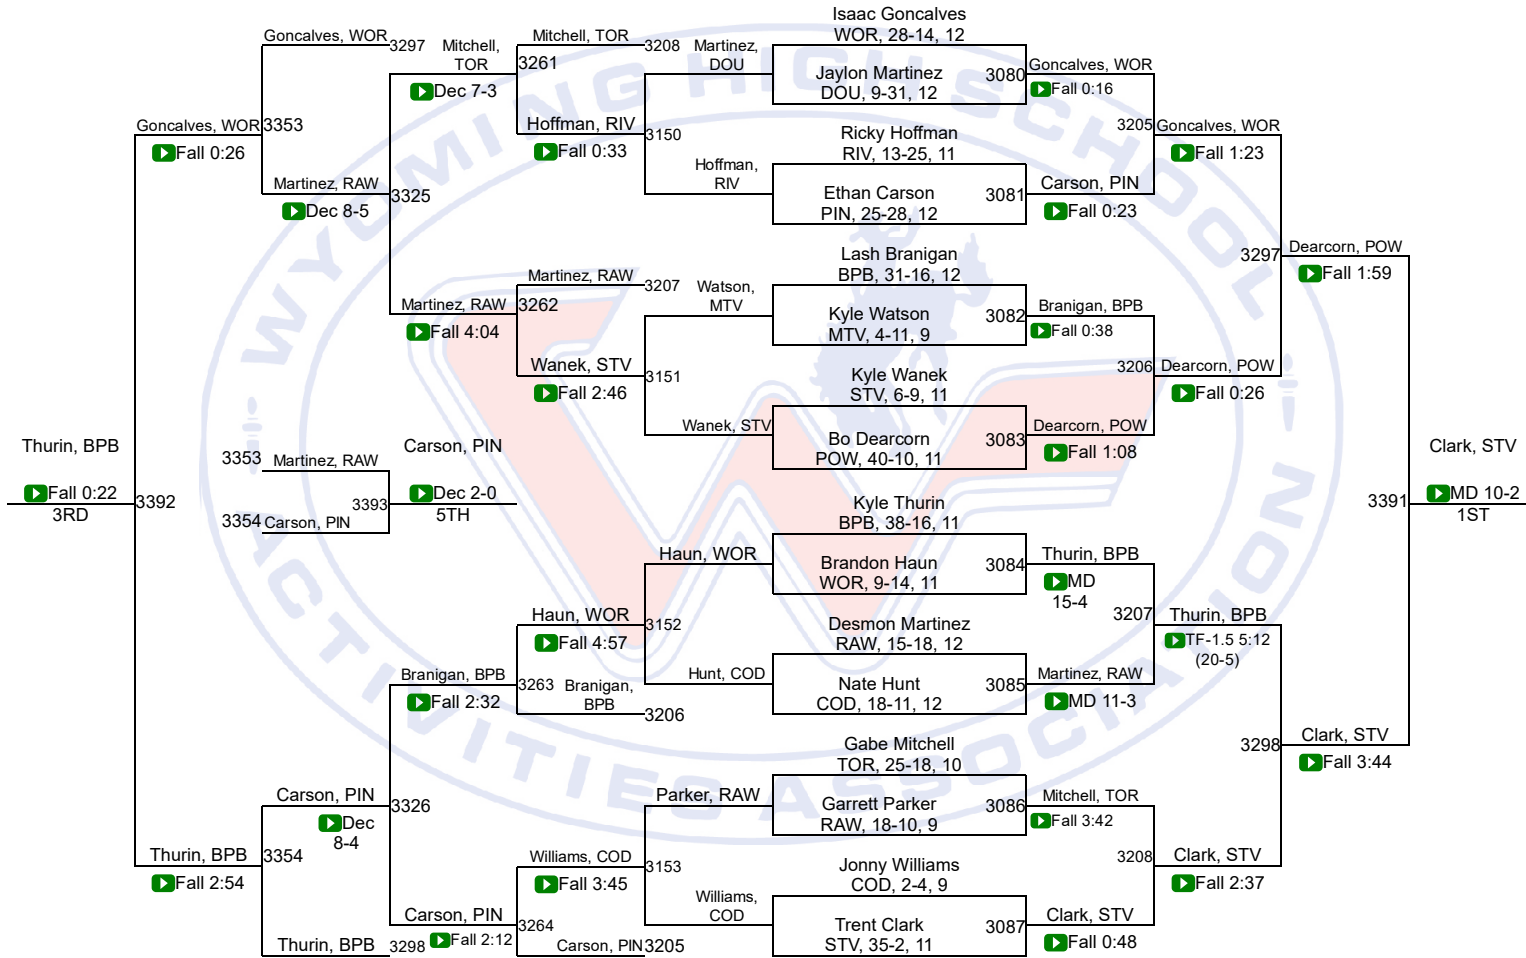 Isaac Goncalves
WOR, 28-14, 12
Goncalves, WOR
3297
Mitchell,
TOR
Mitchell, TOR
3208
Martinez,
DOU
3261
Jaylon Martinez
DOU, 9-31, 12
3080
Goncalves, WOR
Dec 7-3
Fall 0:16
Goncalves, WOR
3353
Fall 0:26
Hoffman, RIV
3150
Fall 0:33
Ricky Hoffman
RIV, 13-25, 11
3205
Goncalves, WOR
Fall 1:23
Hoffman,
RIV
Martinez, RAW
3325
Dec 8-5
Ethan Carson
PIN, 25-28, 12
3081
Carson, PIN
Fall 0:23
Lash Branigan
BPB, 31-16, 12
3297
Dearcorn, POW
Fall 1:59
Martinez, RAW
3207
Watson,
MTV
Martinez, RAW
3262
Fall 4:04
Kyle Watson
MTV, 4-11, 9
3082
Branigan, BPB
Fall 0:38
Wanek, STV
3151
Fall 2:46
Kyle Wanek
STV, 6-9, 11
3206
Dearcorn, POW
Fall 0:26
Wanek, STV
Bo Dearcorn
POW, 40-10, 11
3083
Dearcorn, POW
Fall 1:08
Thurin, BPB
Fall 0:22
3RD
3392
3353
Martinez, RAW
3393
3354
Carson, PIN
Carson, PIN
Dec 2-0
5TH
Clark, STV
3391
MD 10-2
1ST
Kyle Thurin
BPB, 38-16, 11
Haun, WOR
Brandon Haun
WOR, 9-14, 11
3084
Thurin, BPB
MD
15-4
Haun, WOR
3152
Fall 4:57
Desmon Martinez
RAW, 15-18, 12
3207
Thurin, BPB
TF-1.5 5:12
(20-5)
Hunt, COD
Nate Hunt
COD, 18-11, 12
3085
Martinez, RAW
MD 11-3
Branigan, BPB
3263
Fall 2:32
Branigan,
BPB
3206
Gabe Mitchell
TOR, 25-18, 10
3298
Clark, STV
Fall 3:44
Carson, PIN
3326
Dec
8-4
Parker, RAW
Garrett Parker
RAW, 18-10, 9
3086
Mitchell, TOR
Fall 3:42
Thurin, BPB
3354
Fall 2:54
Williams, COD
3153
Fall 3:45
Jonny Williams
COD, 2-4, 9
3208
Clark, STV
Fall 2:37
Williams,
COD
Carson, PIN
3264
Fall 2:12
Trent Clark
STV, 35-2, 11
3087
Clark, STV
Fall 0:48
Thurin, BPB
3298
Carson, PIN
3205
WYOMING HIGH SCHOOL
ACTIVITIES ASSOCIATION